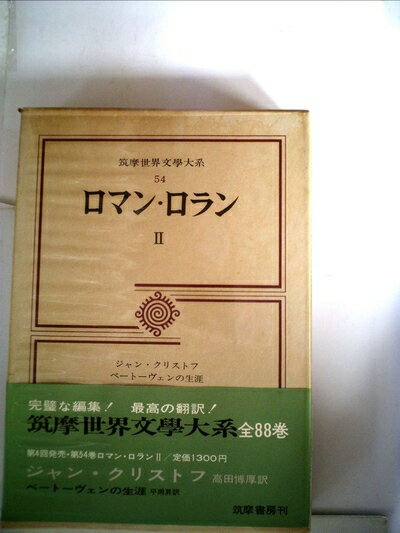 筑摩世界文學大系
54
ロマン・ロラン
II
ジャン・クリストフ
ベートーヴェンの生涯
完璧な編集! 最高の翻訳!
筑摩世界文學大系全88巻
第4回発売・第54巻ロマン・ロランII/定価1300円
ジャン・クリストフ 高田博厚訳
ベートーヴェンの生涯 平岡昇訳
筑摩書房刊